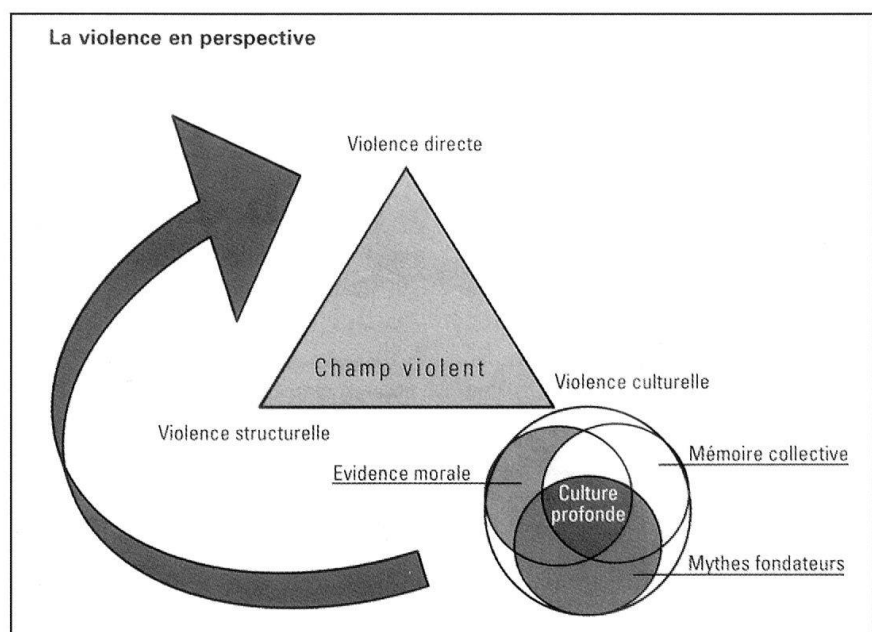 La violence en perspective
Violence directe
Champ violent
Violence culturelle
Violence structurelle
Mémoire collective
Evidence morale
Culture
profonde
Mythes fondateurs